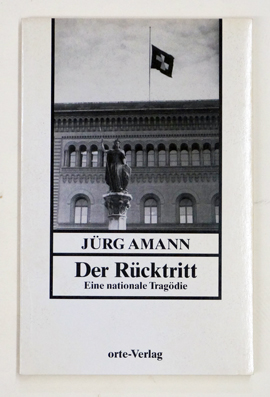 JÜRG AMANN
Der Rücktritt
Eine nationale Tragödie
orte-Verlag